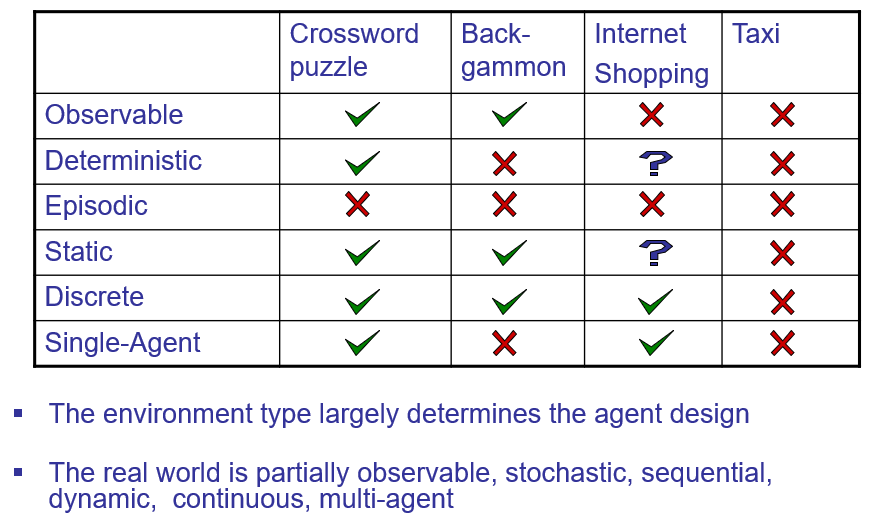 Crossword Back- Internet Taxi
puzzle gammon Shopping
Observable ✓ ✓ ✗ ✗
Deterministic ✓ ✗ ? ✗
Episodic ✗ ✗ ✗ ✗
Static ✓ ✓ ? ✗
Discrete ✓ ✓ ✓ ✗
Single-Agent ✓ ✗ ✓ ✗
▪ The environment type largely determines the agent design
▪ The real world is partially observable, stochastic, sequential,
dynamic, continuous, multi-agent